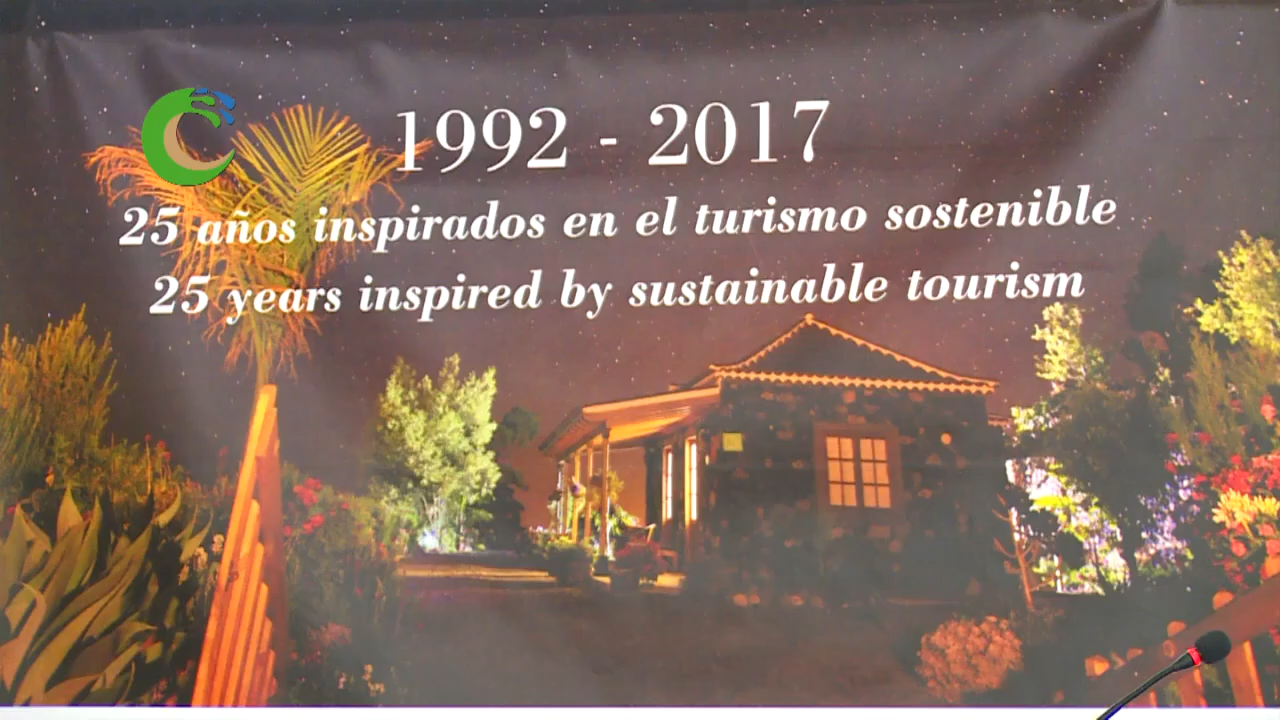 1992 - 2017
25 años inspirados en el turismo sostenible
25 years inspired by sustainable tourism